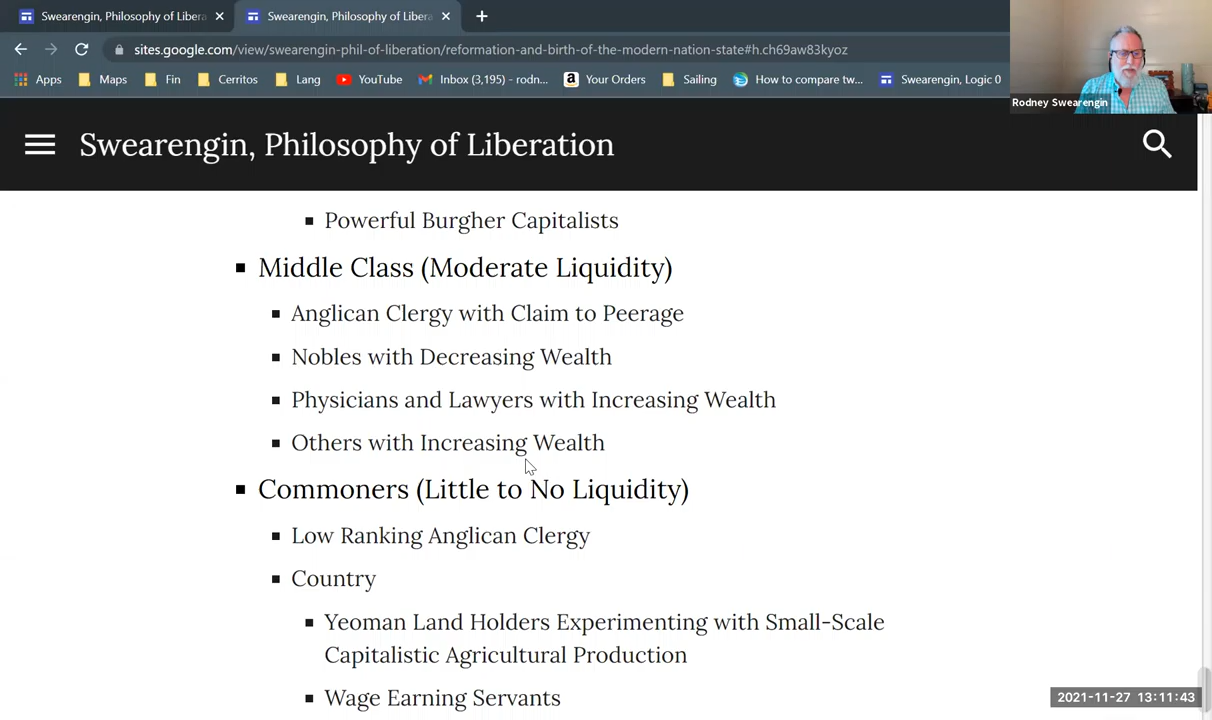 Swearengin, Philosophy of Libera
Swearengin, Philosophy of Libera
sites.google.com/view/swearengin-phil-of-liberation/reformation-and-birth-of-the-modern-nation-state#h.ch69aw83kyoz
Apps Maps Fin Cerritos Lang YouTube Inbox (3,195) - rodn... Your Orders Sailing How to compare tw... Swearengin, Logic 0
Rodney Swearengin
Swearengin, Philosophy of Liberation
Powerful Burgher Capitalists
Middle Class (Moderate Liquidity)
Anglican Clergy with Claim to Peerage
Nobles with Decreasing Wealth
Physicians and Lawyers with Increasing Wealth
Others with Increasing Wealth
Commoners (Little to No Liquidity)
Low Ranking Anglican Clergy
Country
Yeoman Land Holders Experimenting with Small-Scale
Capitalistic Agricultural Production
Wage Earning Servants
2021-11-27 13:11:43